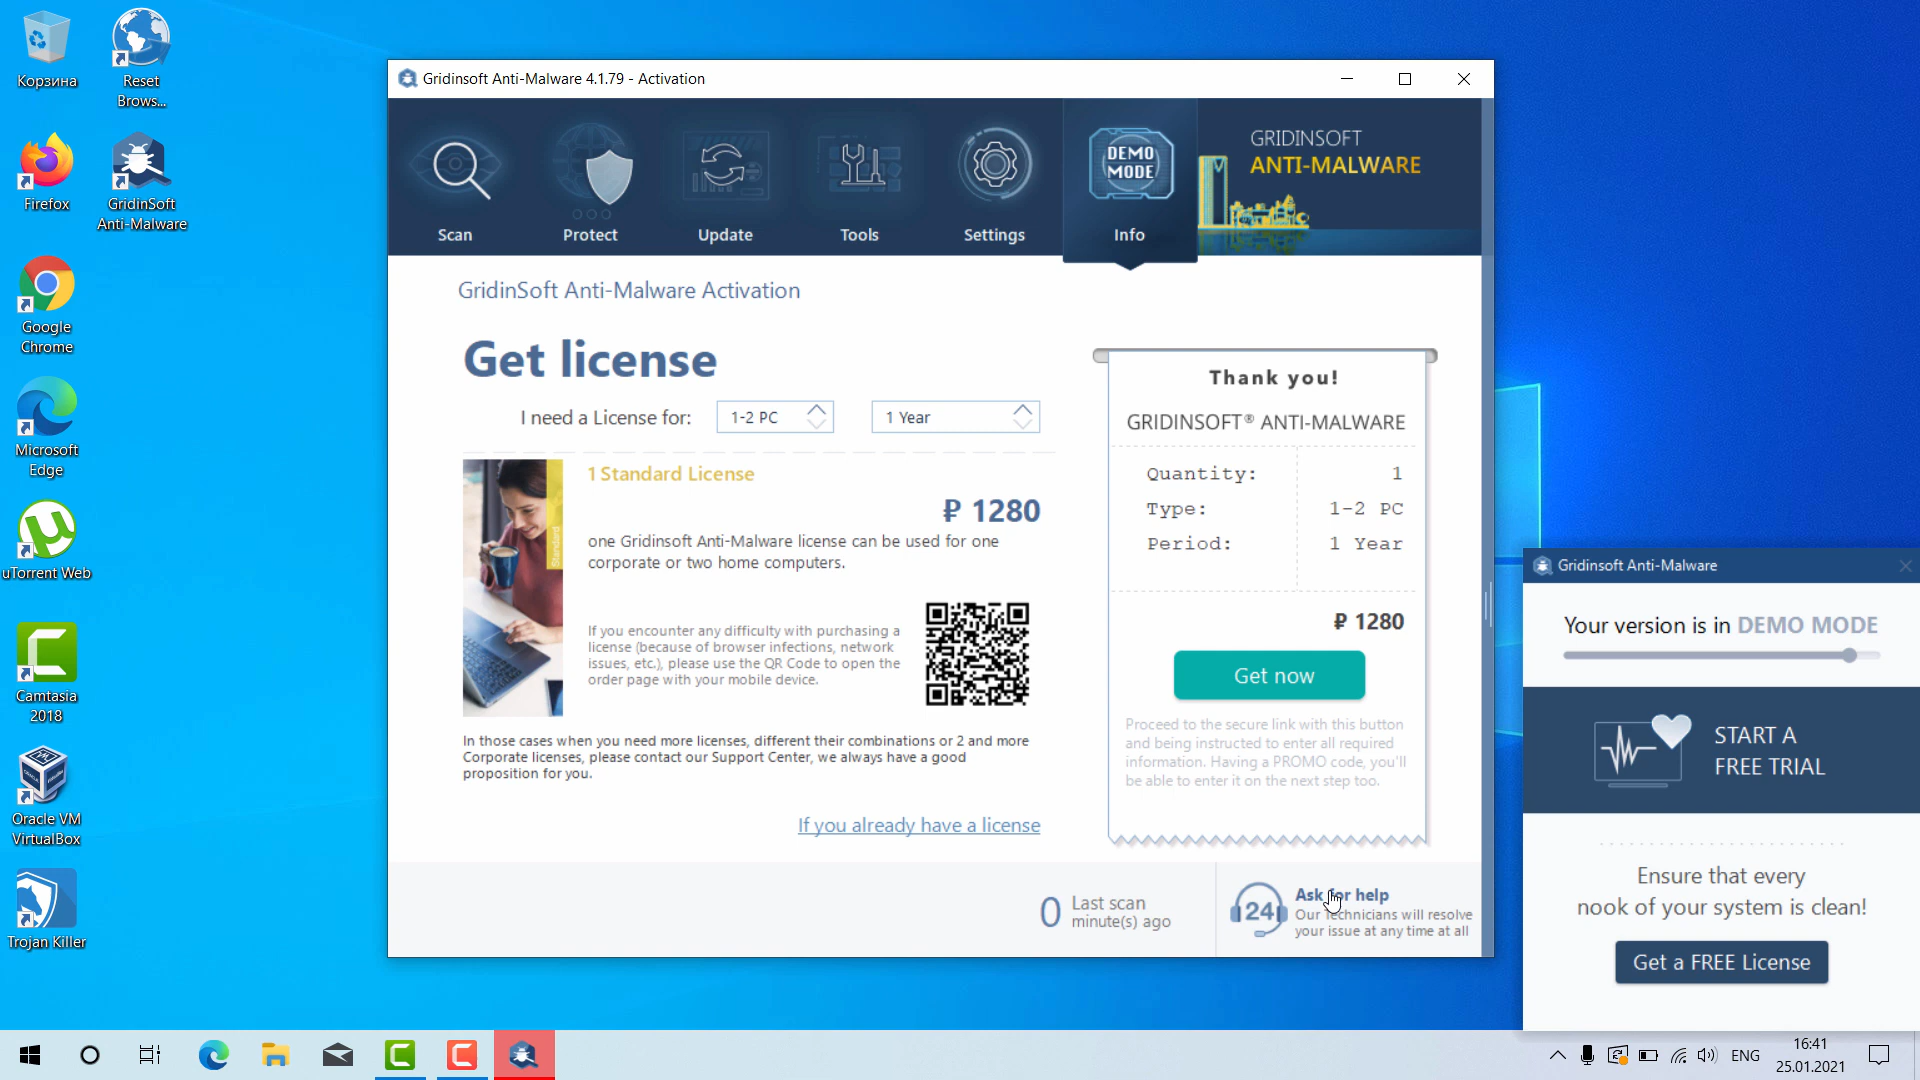 Корзина
Reset
Brows...
Firefox
GridinSoft
Anti-Malware
Google
Chrome
Microsoft
Edge
uTorrent Web
Camtasia
2018
Oracle VM
VirtualBox
Trojan Killer
Gridinsoft Anti-Malware 4.1.79 - Activation
Scan
Protect
Update
Tools
Settings
DEMO
MODE
Info
GRIDINSOFT
ANTI-MALWARE
GridinSoft Anti-Malware Activation
Get license
I need a License for:
1-2 PC
1 Year
Standard
1 Standard License
₽ 1280
one Gridinsoft Anti-Malware license can be used for one
corporate or two home computers.
If you encounter any difficulty with purchasing a
license (because of browser infections, network
issues, etc.), please use the QR Code to open the
order page with your mobile device.
In those cases when you need more licenses, different their combinations or 2 and more
Corporate licenses, please contact our Support Center, we always have a good
proposition for you.
If you already have a license
Thank you!
GRIDINSOFT® ANTI-MALWARE
Quantity: 1
Type: 1-2 PC
Period: 1 Year
₽ 1280
Get now
Proceed to the secure link with this button
and being instructed to enter all required
information. Having a PROMO code, you'll
be able to enter it on the next step too.
0
Last scan
minute(s) ago
24
Ask for help
Our Technicians will resolve
your issue at any time at all
Gridinsoft Anti-Malware
Your version is in DEMO MODE
START A
FREE TRIAL
Ensure that every
nook of your system is clean!
Get a FREE License
ENG
16:41
25.01.2021